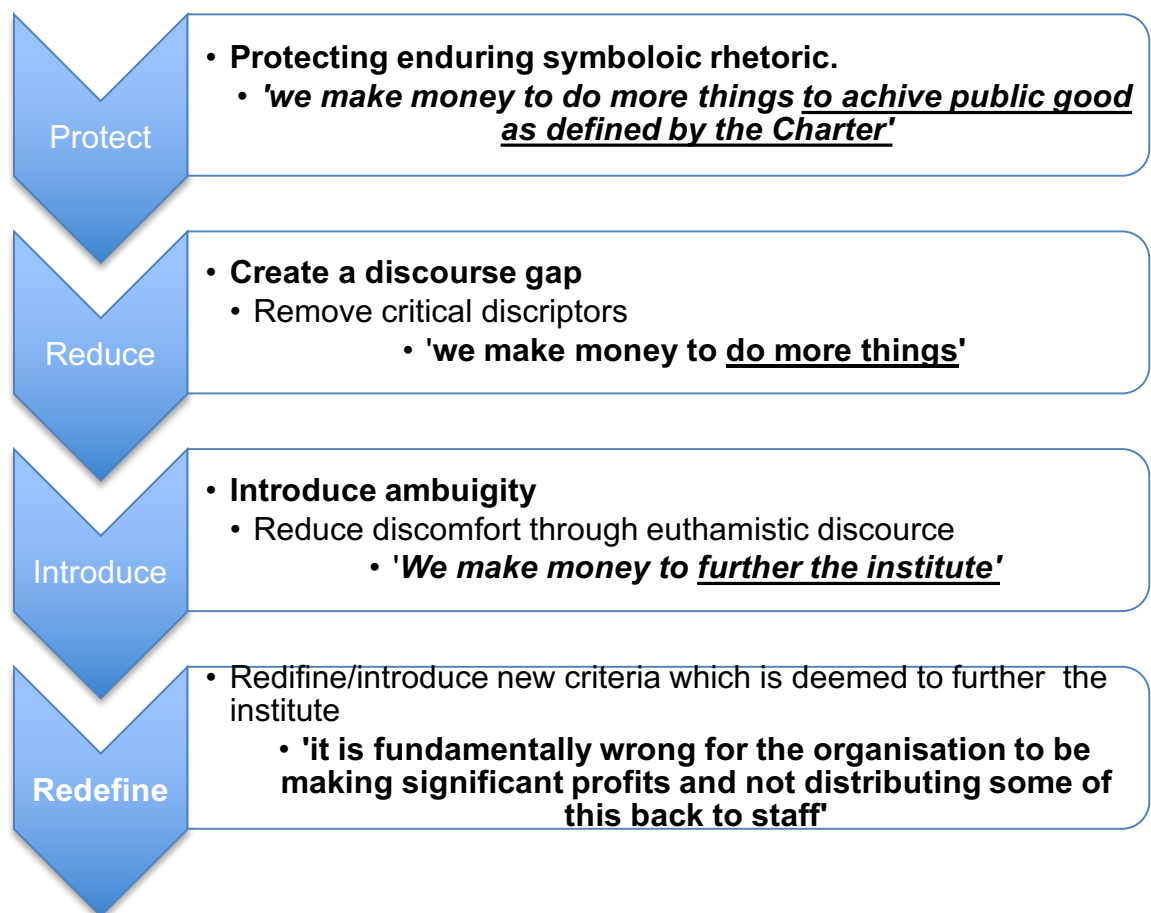 Protect
• Protecting enduring symboloic rhetoric.
• 'we make money to do more things to achive public good
as defined by the Charter'
Reduce
• Create a discourse gap
• Remove critical discriptors
• 'we make money to do more things'
Introduce
• Introduce ambuigity
• Reduce discomfort through euthamistic discource
• 'We make money to further the institute'
Redefine
• Redifine/introduce new criteria which is deemed to further the
institute
• 'it is fundamentally wrong for the organisation to be
making significant profits and not distributing some of
this back to staff'